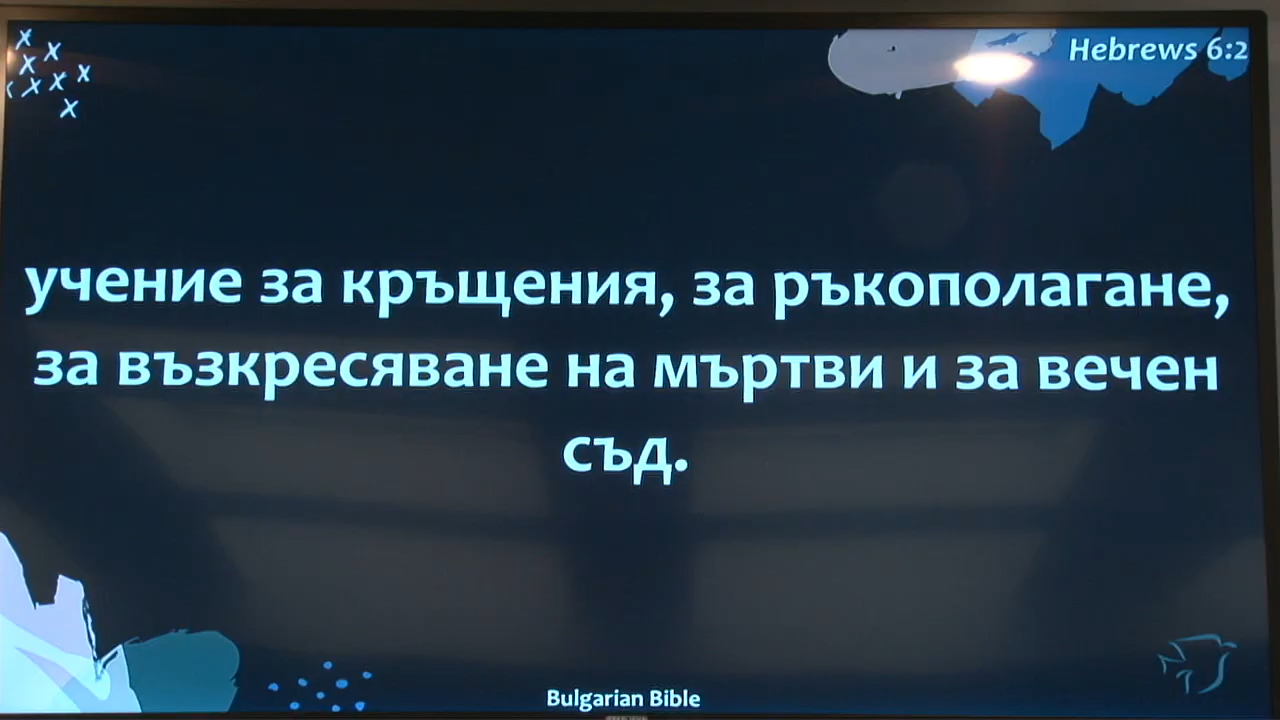 Hebrews 6:2
учение за кръщения, за ръкополагане,
за възкресяване на мъртви и за вечен
съд.
Bulgarian Bible